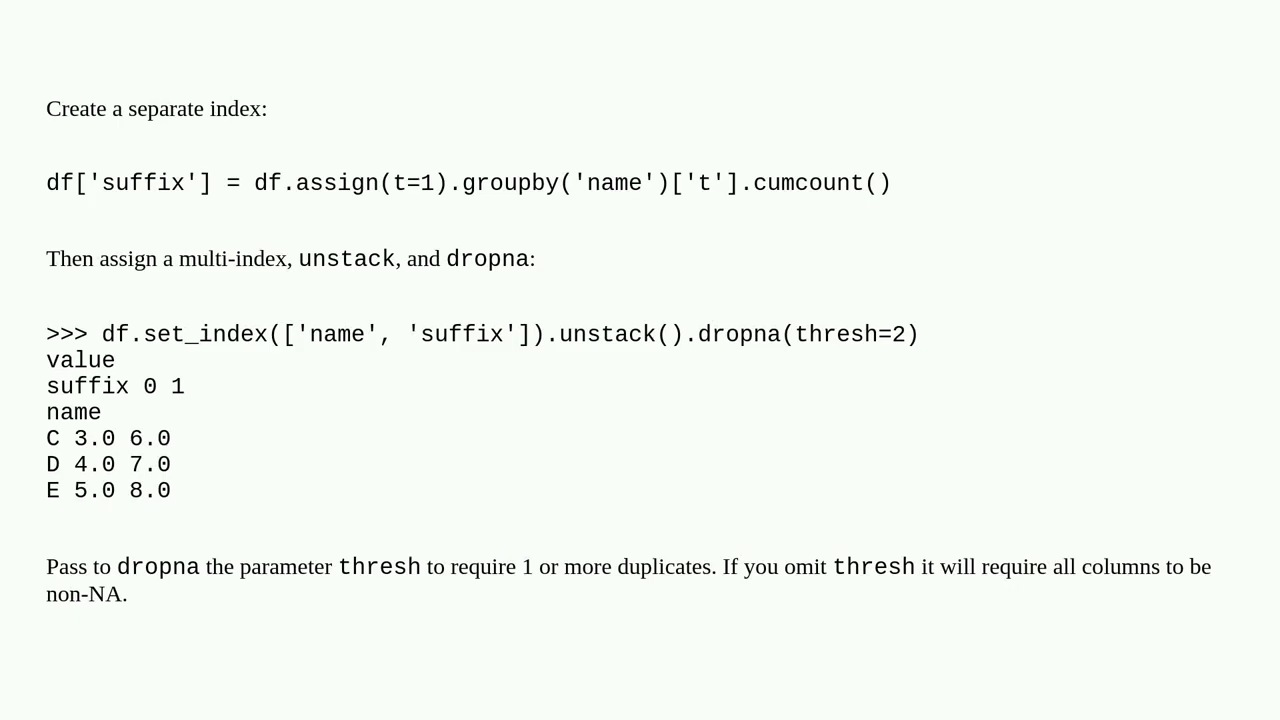 Create a separate index:
df['suffix'] = df.assign(t=1).groupby('name')['t'].cumcount()
Then assign a multi-index, unstack, and dropna:
>>> df.set_index(['name', 'suffix']).unstack().dropna(thresh=2)
value
suffix 0 1
name
C 3.0 6.0
D 4.0 7.0
E 5.0 8.0
Pass to dropna the parameter thresh to require 1 or more duplicates. If you omit thresh it will require all columns to be
non-NA.